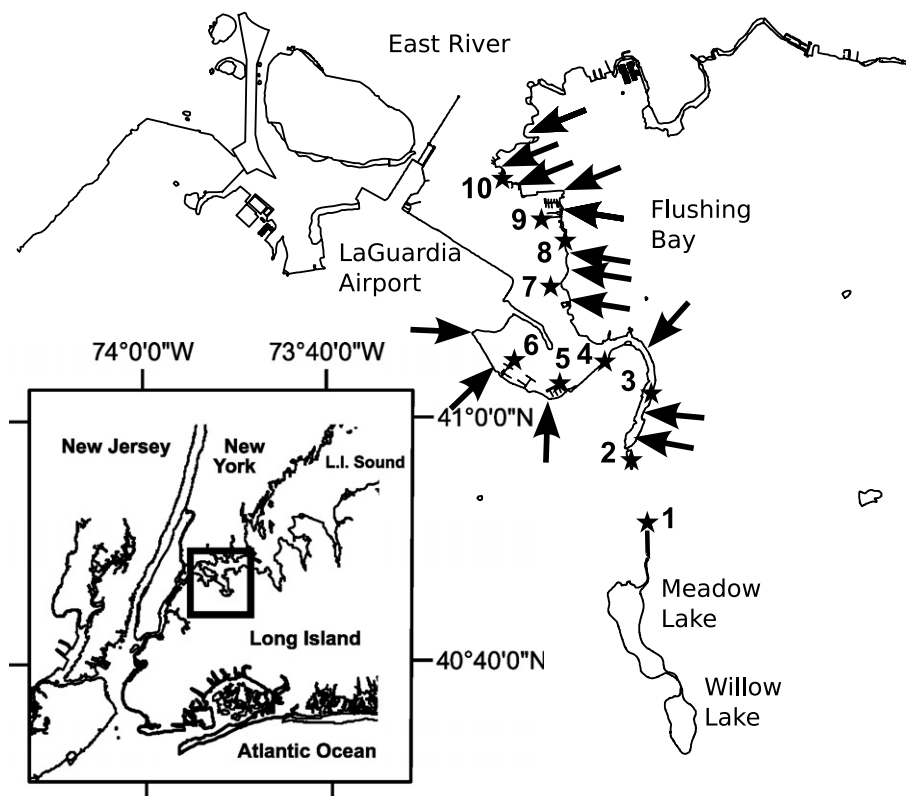 East River
10
9
Flushing
Bay
8
LaGuardia
Airport
7
74°0'0"W
73°40'0"W
6
5
4
3
41°0'0"N
New Jersey
New
York
L.I. Sound
2
1
Meadow
Lake
Long Island
40°40'0"N
Willow
Lake
Atlantic Ocean